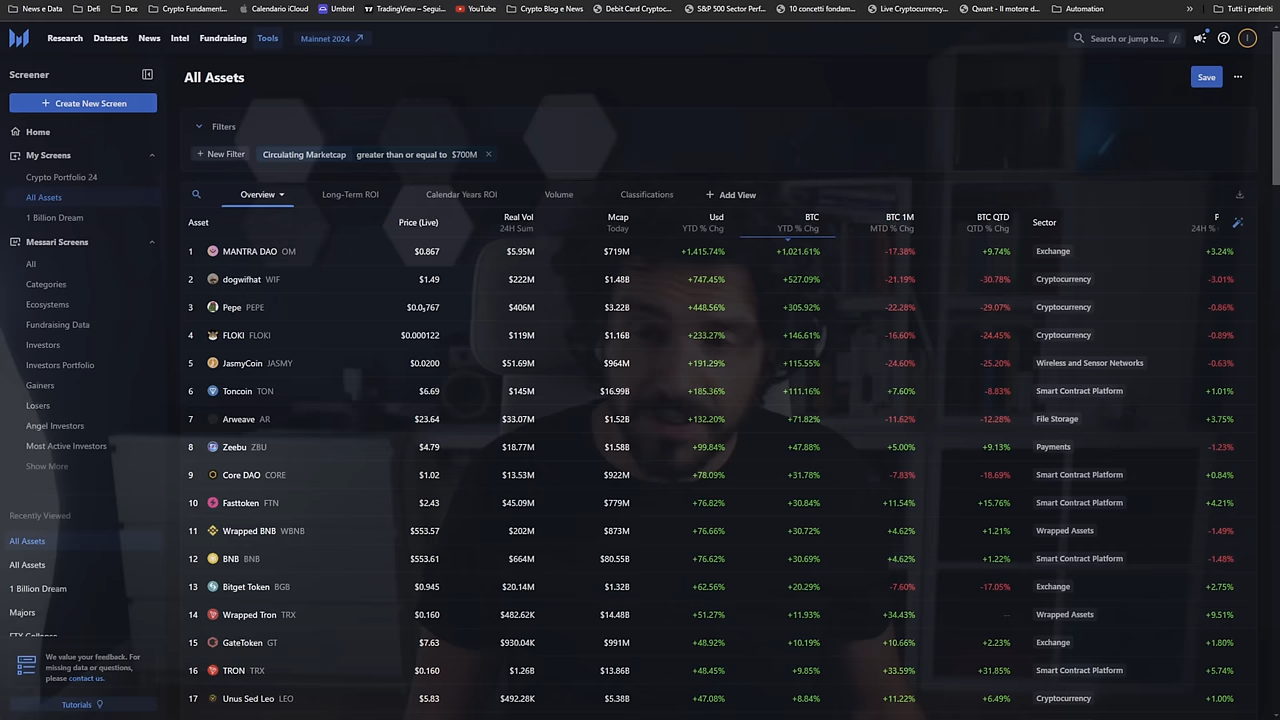 News e Data Defi Dex Crypto Fundament... Calendario iCloud Umbrel TradingView – Segui... YouTube Crypto Blog e News Debit Card Cryptoc... S&P 500 Sector Perf... 10 concetti fondam... Live Cryptocurrency... Qwant - Il motore d... Automation » Tutti i preferiti
Research Datasets News Intel Fundraising Tools Mainnet 2024 Search or jump to... / I
Screener
+ Create New Screen
Home
My Screens
Crypto Portfolio 24
All Assets
1 Billion Dream
Messari Screens
All
Categories
Ecosystems
Fundraising Data
Investors
Investors Portfolio
Gainers
Losers
Angel Investors
Most Active Investors
Show More
Recently Viewed
All Assets
All Assets
1 Billion Dream
Majors
FTX Collapse
We value your feedback. For
missing data or questions,
please contact us.
Tutorials
All Assets
Save
Filters
+ New Filter Circulating Marketcap greater than or equal to $700M ×
Overview Long-Term ROI Calendar Years ROI Volume Classifications + Add View
Asset Price (Live) Real Vol 24H Sum Mcap Today Usd YTD % Chg BTC YTD % Chg BTC 1M MTD % Chg BTC QTD QTD % Chg Sector F 24H %
1 MANTRA DAO OM $0.867 $5.95M $719M +1,415.74% +1,021.61% -17.38% +9.74% Exchange +3.24%
2 dogwifhat WIF $1.49 $222M $1.48B +747.45% +527.09% -21.19% -30.78% Cryptocurrency -3.01%
3 Pepe PEPE $0.0₅767 $406M $3.22B +448.56% +305.92% -22.28% -29.07% Cryptocurrency -0.86%
4 FLOKI FLOKI $0.000122 $119M $1.16B +233.27% +146.61% -16.60% -24.45% Cryptocurrency -0.89%
5 JasmyCoin JASMY $0.0200 $51.69M $964M +191.29% +115.55% -24.60% -25.20% Wireless and Sensor Networks -0.63%
6 Toncoin TON $6.69 $145M $16.99B +185.36% +111.16% +7.60% -8.83% Smart Contract Platform +1.01%
7 Arweave AR $23.64 $33.07M $1.52B +132.20% +71.82% -11.62% -12.28% File Storage +3.75%
8 Zeebu ZBU $4.79 $18.77M $1.58B +99.84% +47.88% +5.00% +9.13% Payments -1.23%
9 Core DAO CORE $1.02 $13.53M $922M +78.09% +31.78% -7.83% -18.69% Smart Contract Platform +0.84%
10 Fasttoken FTN $2.43 $45.09M $779M +76.82% +30.84% +11.54% +15.76% Smart Contract Platform +4.21%
11 Wrapped BNB WBNB $553.57 $202M $873M +76.66% +30.72% +4.62% +1.21% Wrapped Assets -1.49%
12 BNB BNB $553.61 $664M $80.55B +76.62% +30.69% +4.62% +1.22% Smart Contract Platform -1.48%
13 Bitget Token BGB $0.945 $20.14M $1.32B +62.56% +20.29% -7.60% -17.05% Exchange +2.75%
14 Wrapped Tron TRX $0.160 $482.62K $14.48B +51.27% +11.93% +34.43% — Wrapped Assets +9.51%
15 GateToken GT $7.63 $930.04K $991M +48.92% +10.19% +10.66% +2.23% Exchange +1.80%
16 TRON TRX $0.160 $1.26B $13.86B +48.45% +9.85% +33.59% +31.85% Smart Contract Platform +5.74%
17 Unus Sed Leo LEO $5.83 $492.28K $5.38B +47.08% +8.84% +11.22% +6.49% Cryptocurrency +1.00%